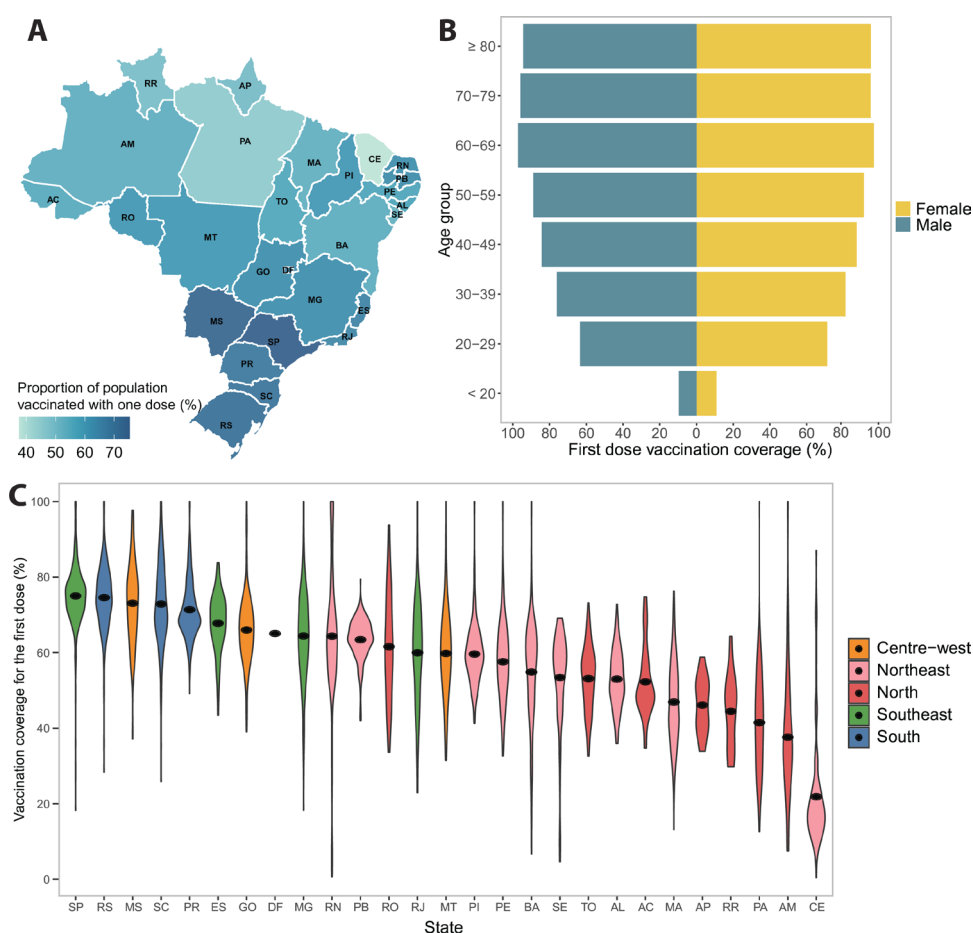 A
RR
AP
AM
PA
MA
CE
RN
PB
PI
PE
AL
SE
AC
TO
RO
MT
BA
GO
DF
MG
ES
MS
SP
RJ
PR
SC
RS
Proportion of population
vaccinated with one dose (%)
40 50 60 70
B
Age group
≥ 80
70−79
60−69
50−59
40−49
30−39
20−29
< 20
100 80 60 40 20 0 20 40 60 80 100
First dose vaccination coverage (%)
Female
Male
C
Vaccination coverage for the first dose (%)
100
80
60
40
20
0
SP RS MS SC PR ES GO DF MG RN PB RO RJ MT PI PE BA SE TO AL AC MA AP RR PA AM CE
State
Centre−west
Northeast
North
Southeast
South